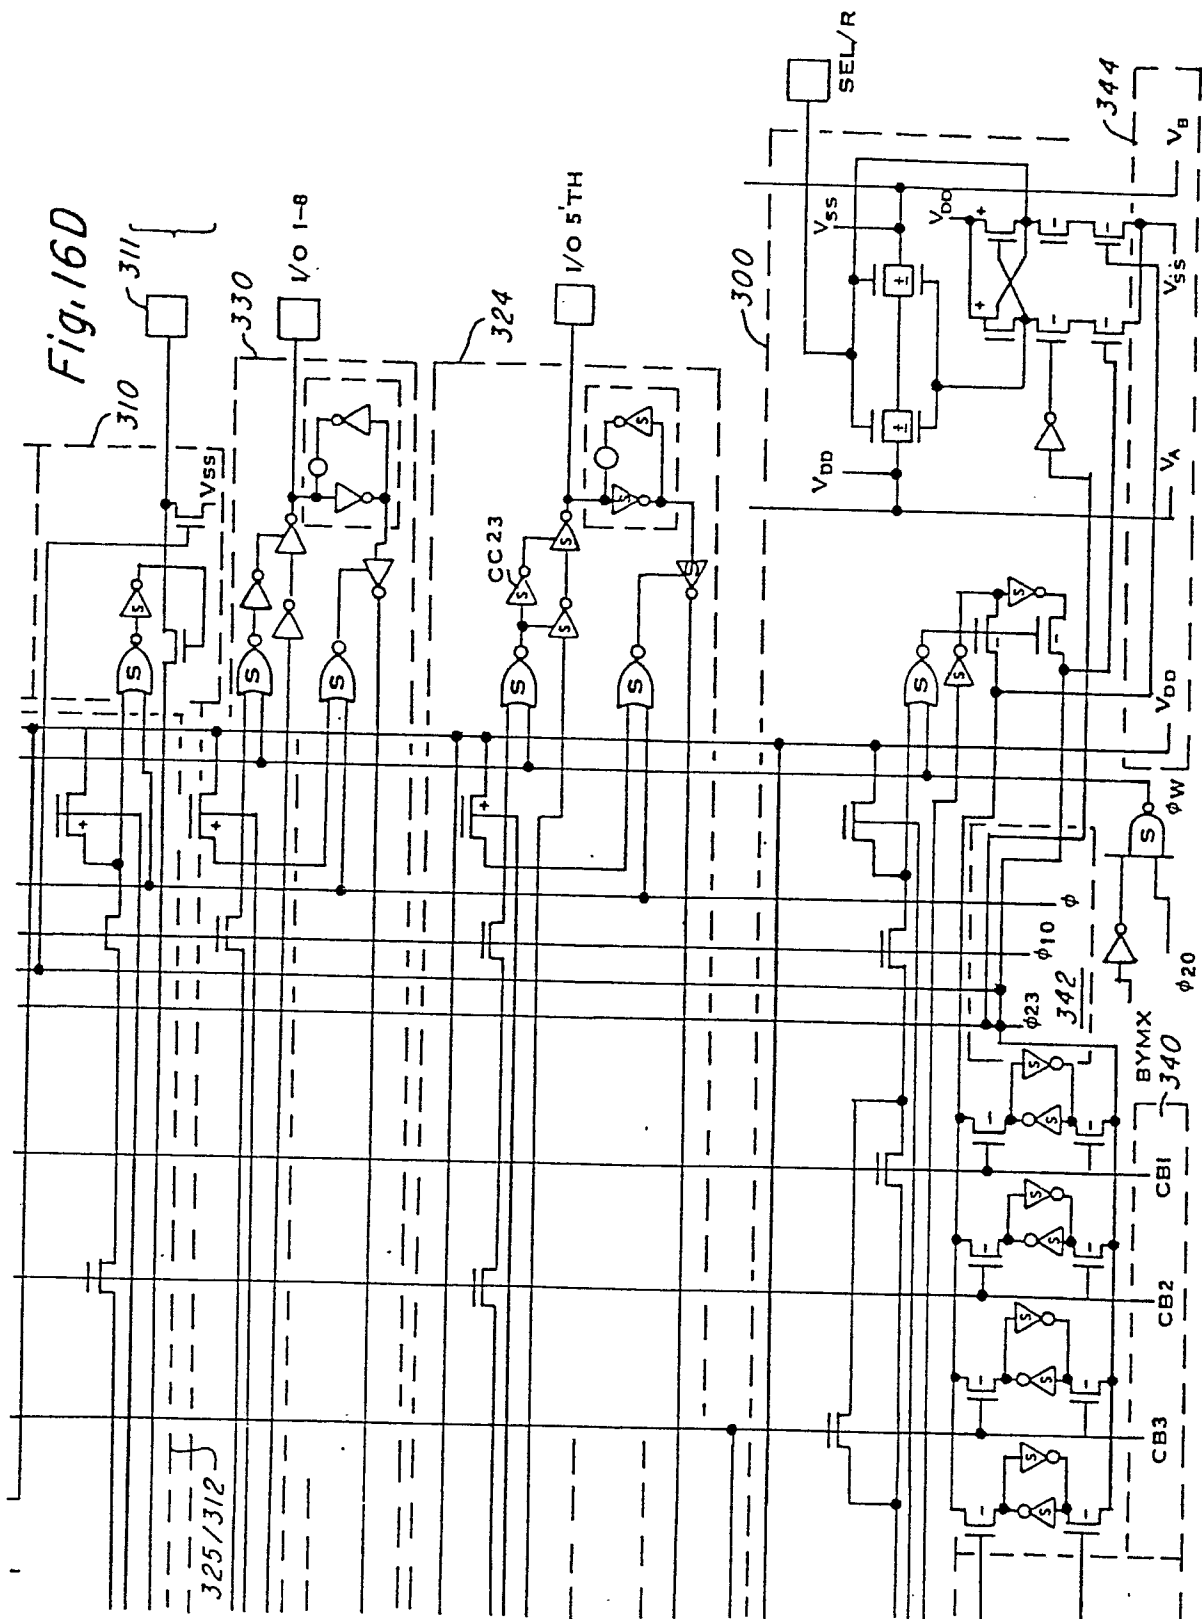 Fig. 16D
310
311
VSS
330
I/O 1-8
324
I/O 5'TH
CC23
S
S
S
S
S
S
S
S
S
S
S
S
+
+
+
325/312
300
SEL/R
VSS
VDD
±
±
VDD
+
+
-
-
-
-
VSS
344
VB
VA
VDD
S
S
S
-
ΦW
S
Φ
Φ10
Φ20
Φ23
342
BYMX
340
CB1
CB2
CB3
S
S
S
S
S
S
S
S
-
-
-
-
-
-
-
-